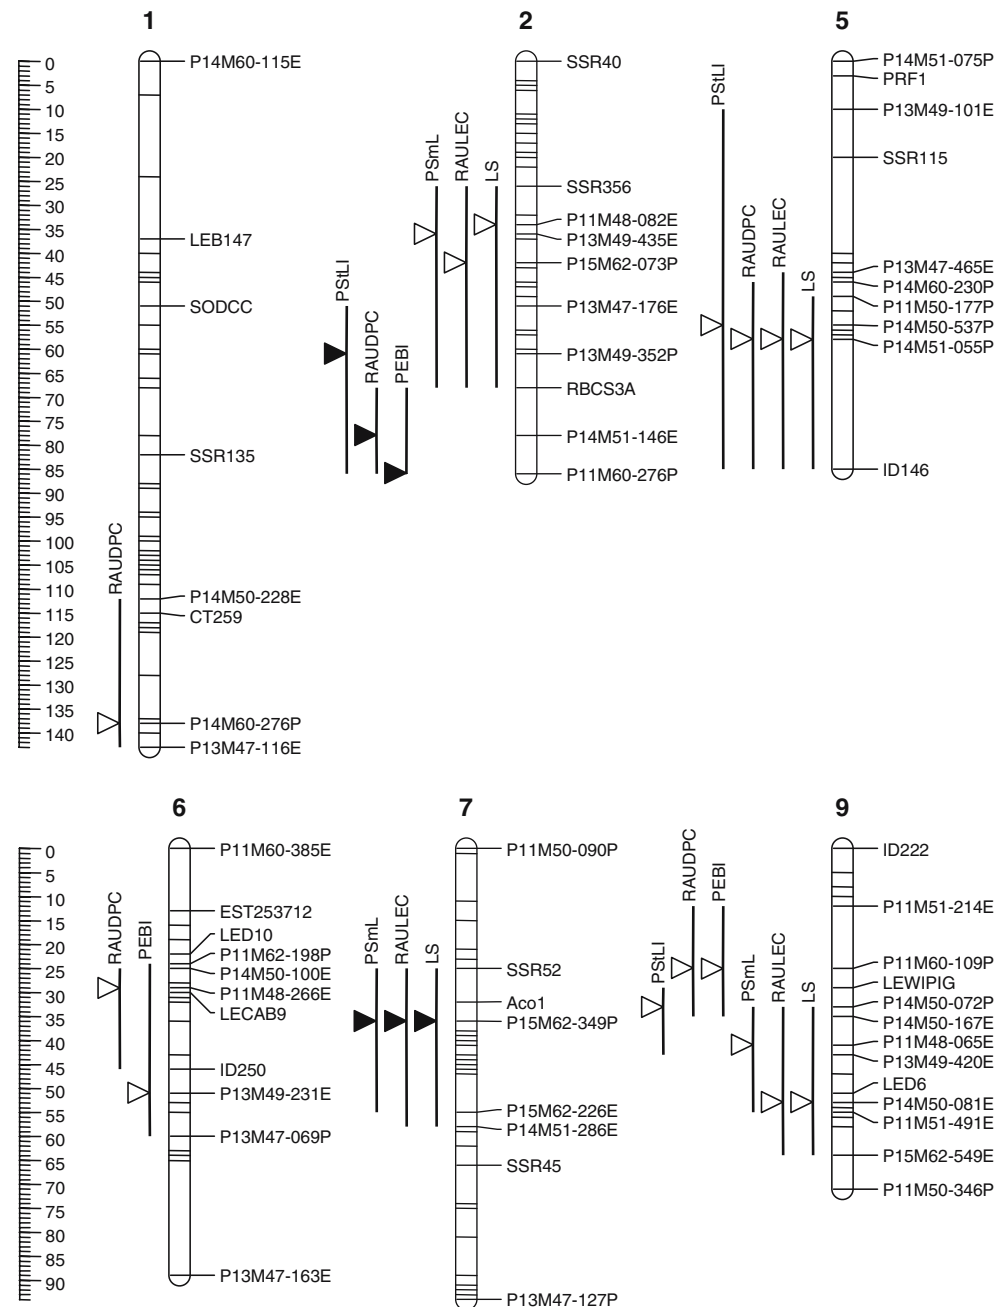 1
2
5
0
5
10
15
20
25
30
35
40
45
50
55
60
65
70
75
80
85
90
95
100
105
110
115
120
125
130
135
140
RAUDPC
P14M60-115E
LEB147
SODCC
SSR135
P14M50-228E
CT259
P14M60-276P
P13M47-116E
PStLI
RAUDPC
PEBI
PSmL
RAULEC
LS
SSR40
SSR356
P11M48-082E
P13M49-435E
P15M62-073P
P13M47-176E
P13M49-352P
RBCS3A
P14M51-146E
P11M60-276P
PStLI
RAUDPC
RAULEC
LS
P14M51-075P
PRF1
P13M49-101E
SSR115
P13M47-465E
P14M60-230P
P11M50-177P
P14M50-537P
P14M51-055P
ID146
6
7
9
0
5
10
15
20
25
30
35
40
45
50
55
60
65
70
75
80
85
90
RAUDPC
PEBI
P11M60-385E
EST253712
LED10
P11M62-198P
P14M50-100E
P11M48-266E
LECAB9
ID250
P13M49-231E
P13M47-069P
P13M47-163E
PSmL
RAULEC
LS
P11M50-090P
SSR52
Aco1
P15M62-349P
P15M62-226E
P14M51-286E
SSR45
P13M47-127P
PStLI
RAUDPC
PEBI
PSmL
RAULEC
LS
ID222
P11M51-214E
P11M60-109P
LEWIPIG
P14M50-072P
P14M50-167E
P11M48-065E
P13M49-420E
LED6
P14M50-081E
P11M51-491E
P15M62-549E
P11M50-346P